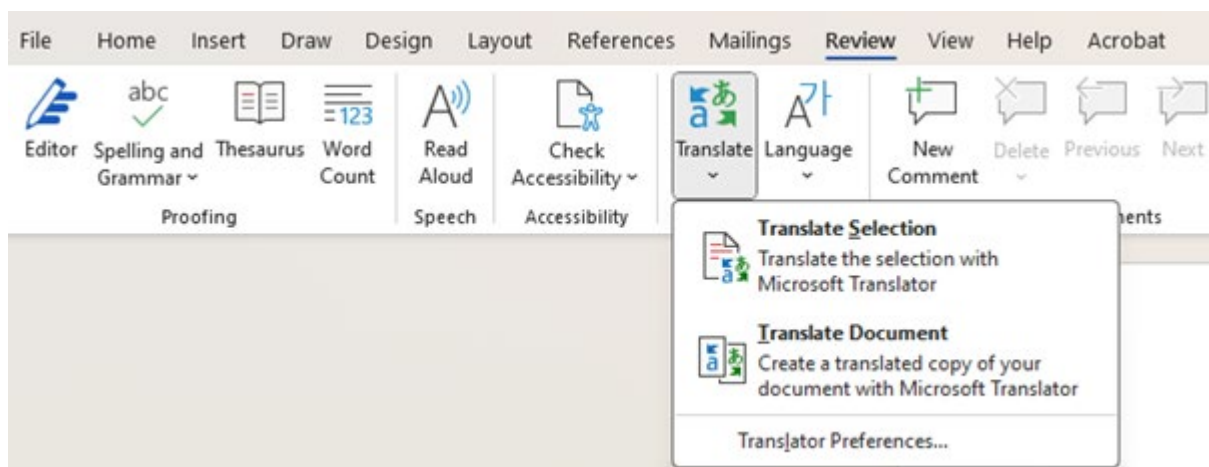 File Home Insert Draw Design Layout References Mailings Review View Help Acrobat
abc
123
Editor Spelling and Grammar Thesaurus Word Count Read Aloud Check Accessibility Translate Language New Comment Delete Previous Next
Proofing Speech Accessibility
Translate Selection
Translate the selection with
Microsoft Translator
Translate Document
Create a translated copy of your
document with Microsoft Translator
Translator Preferences...